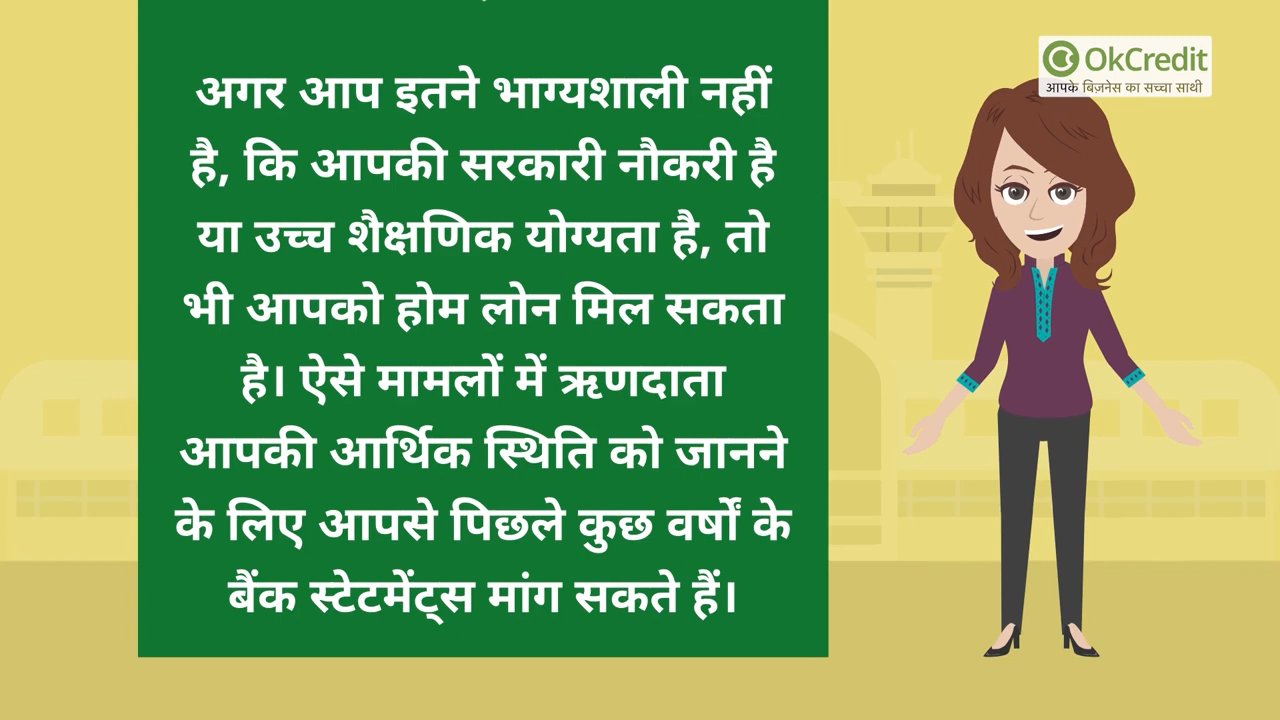 OkCredit
आपके बिज़नेस का सच्चा साथी
अगर आप इतने भाग्यशाली नहीं
है, कि आपकी सरकारी नौकरी है
या उच्च शैक्षणिक योग्यता है, तो
भी आपको होम लोन मिल सकता
है। ऐसे मामलों में ऋणदाता
आपकी आर्थिक स्थिति को जानने
के लिए आपसे पिछले कुछ वर्षों के
बैंक स्टेटमेंट्स मांग सकते हैं।